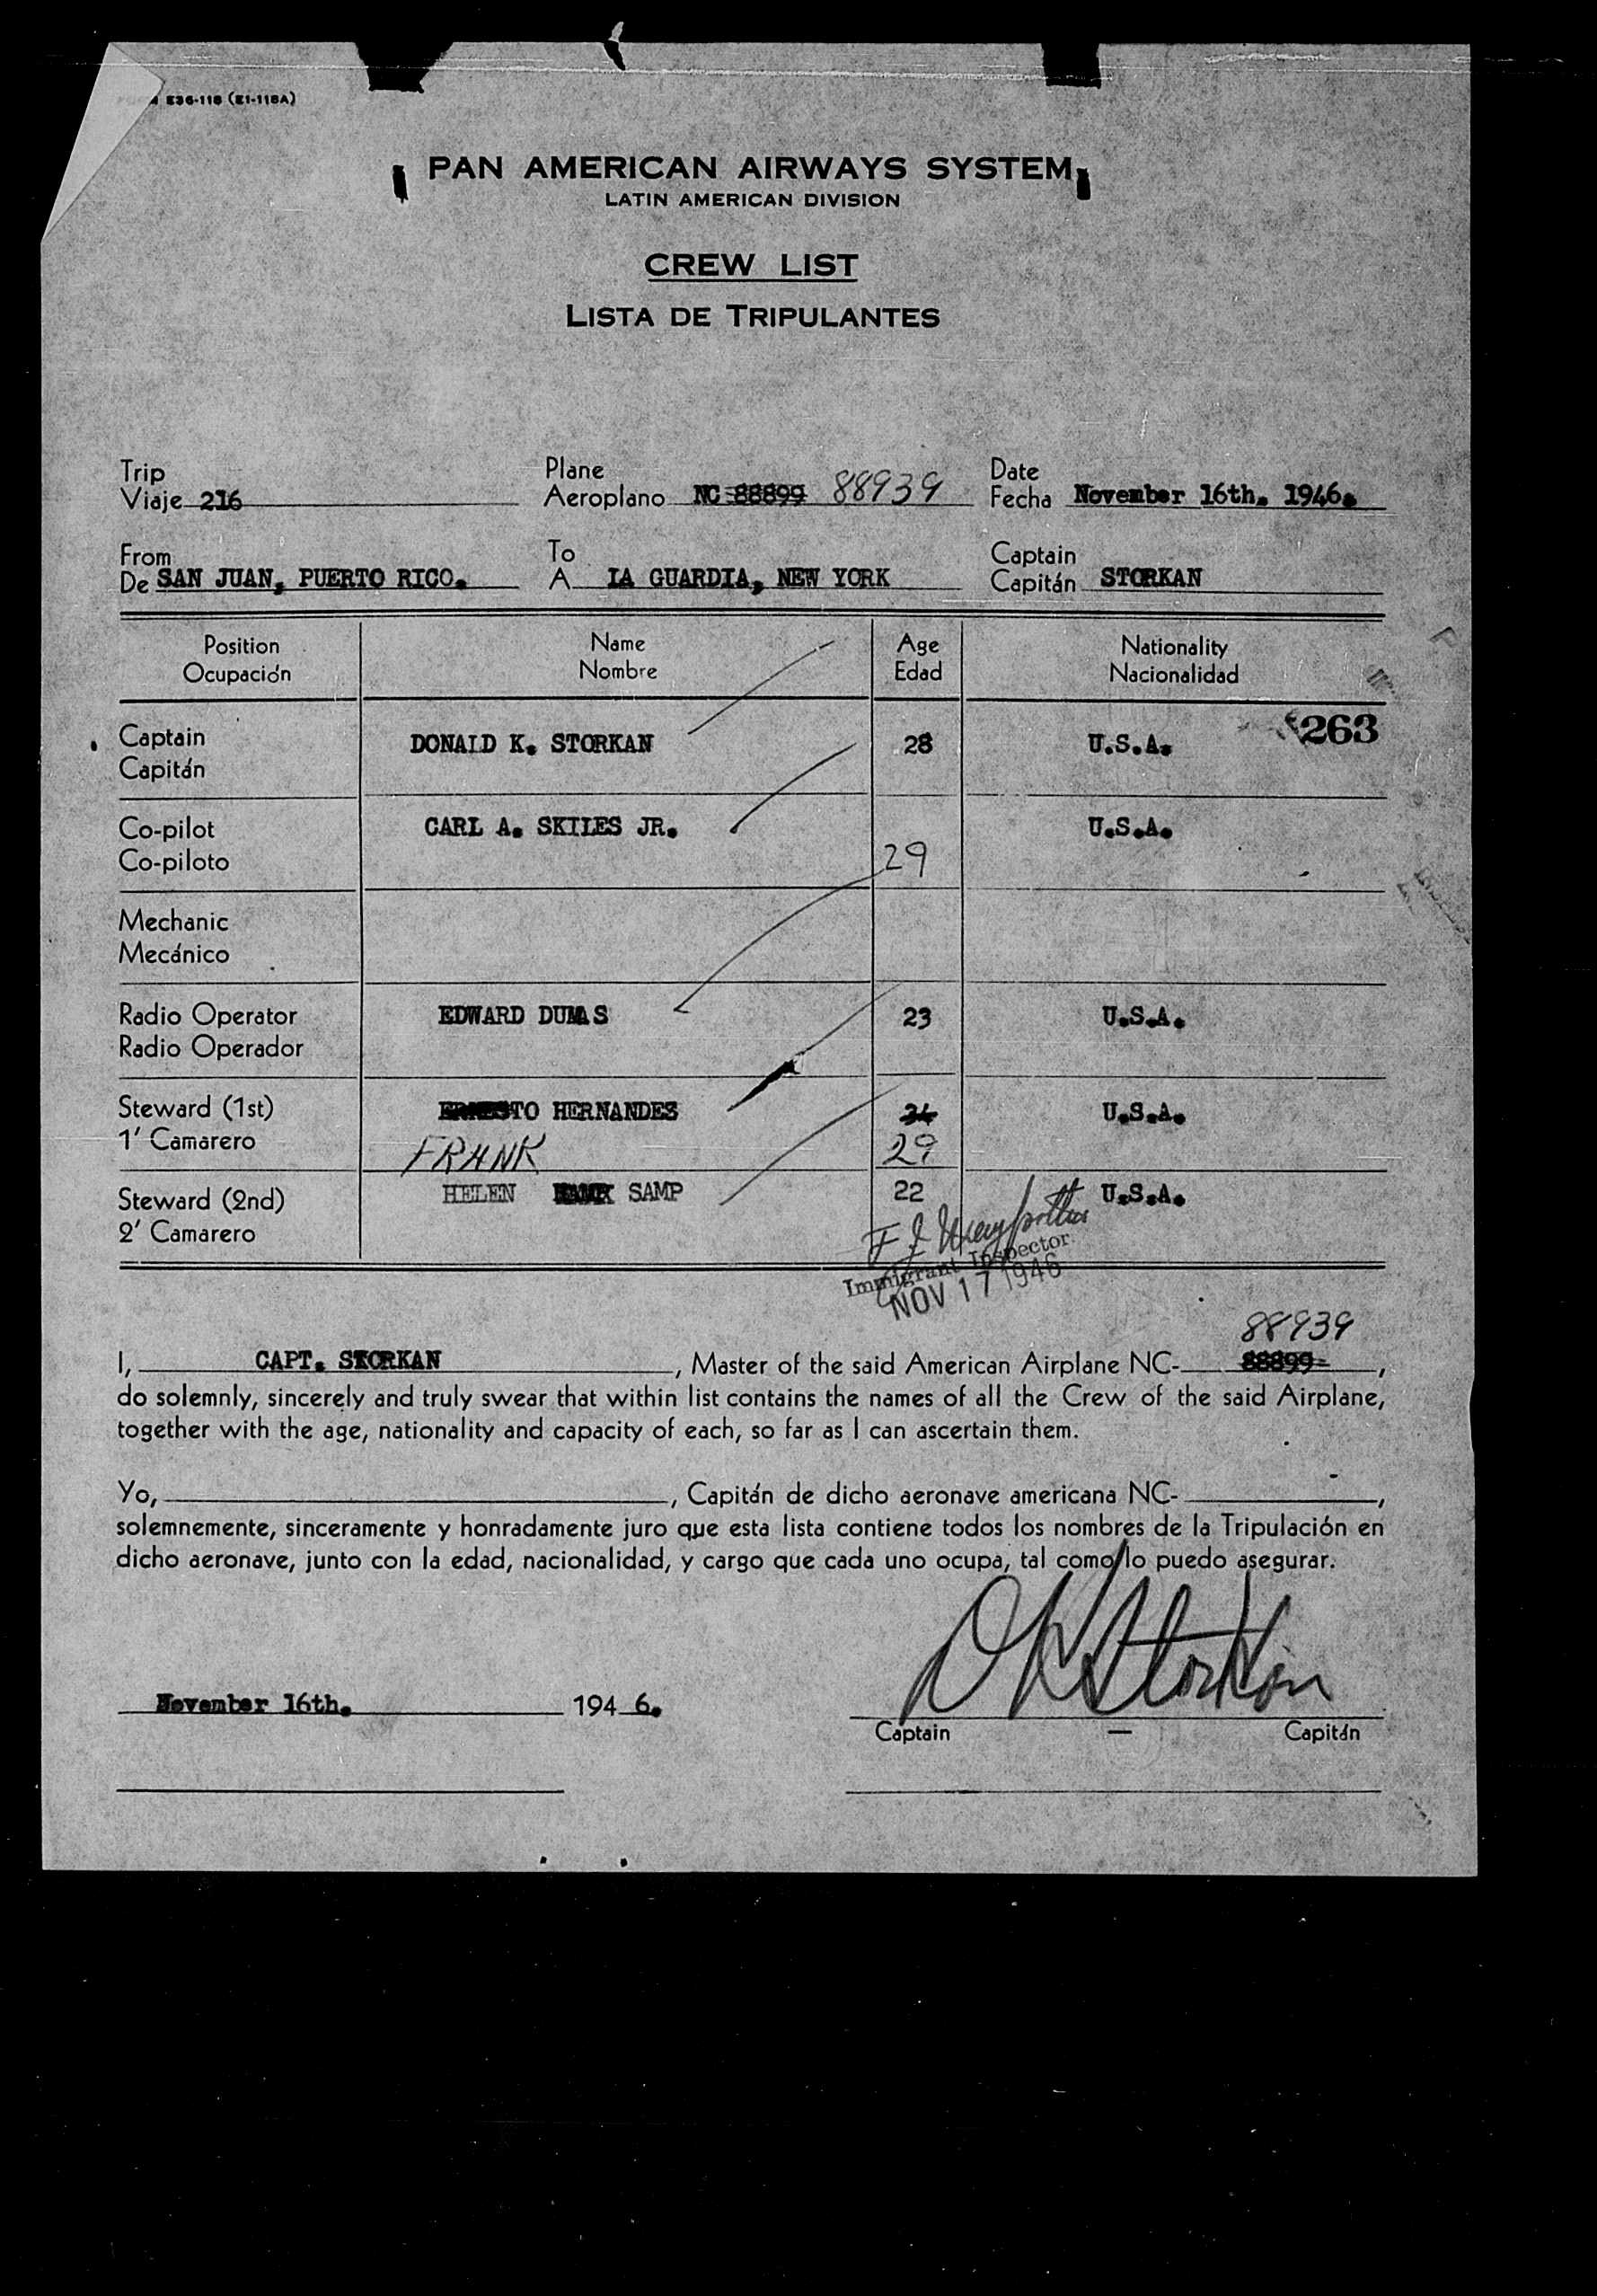 E36-118 (E1-118A)
PAN AMERICAN AIRWAYS SYSTEM
LATIN AMERICAN DIVISION
CREW LIST
LISTA DE TRIPULANTES
Trip Plane Date
Viaje 216 Aeroplano NC-88899 88939 Fecha November 16th. 1946.
From To Captain
De SAN JUAN, PUERTO RICO. A LA GUARDIA, NEW YORK Capitán STORKAN
Position Name Age Nationality
Ocupación Nombre Edad Nacionalidad
263
Captain DONALD K. STORKAN 28 U.S.A.
Capitán
Co-pilot CARL A. SKILES JR. U.S.A.
Co-piloto 29
Mechanic
Mecánico
Radio Operator EDWARD DUMAS 23 U.S.A.
Radio Operador
Steward (1st) ERNESTO HERNANDES 24 U.S.A.
1' Camarero FRANK 29
Steward (2nd) HELEN SAMP 22 U.S.A.
2' Camarero
Immigrant Inspector
NOV 17 1946
88939
I, CAPT. STORKAN, Master of the said American Airplane NC- 88899-,
do solemnly, sincerely and truly swear that within list contains the names of all the Crew of the said Airplane,
together with the age, nationality and capacity of each, so far as I can ascertain them.
Yo, , Capitán de dicho aeronave americana NC- ,
solemnemente, sinceramente y honradamente juro que esta lista contiene todos los nombres de la Tripulación en
dicho aeronave, junto con la edad, nacionalidad, y cargo que cada uno ocupa, tal como lo puedo asegurar.
DKStorkan
November 16th. 194 6.
Captain — Capitán